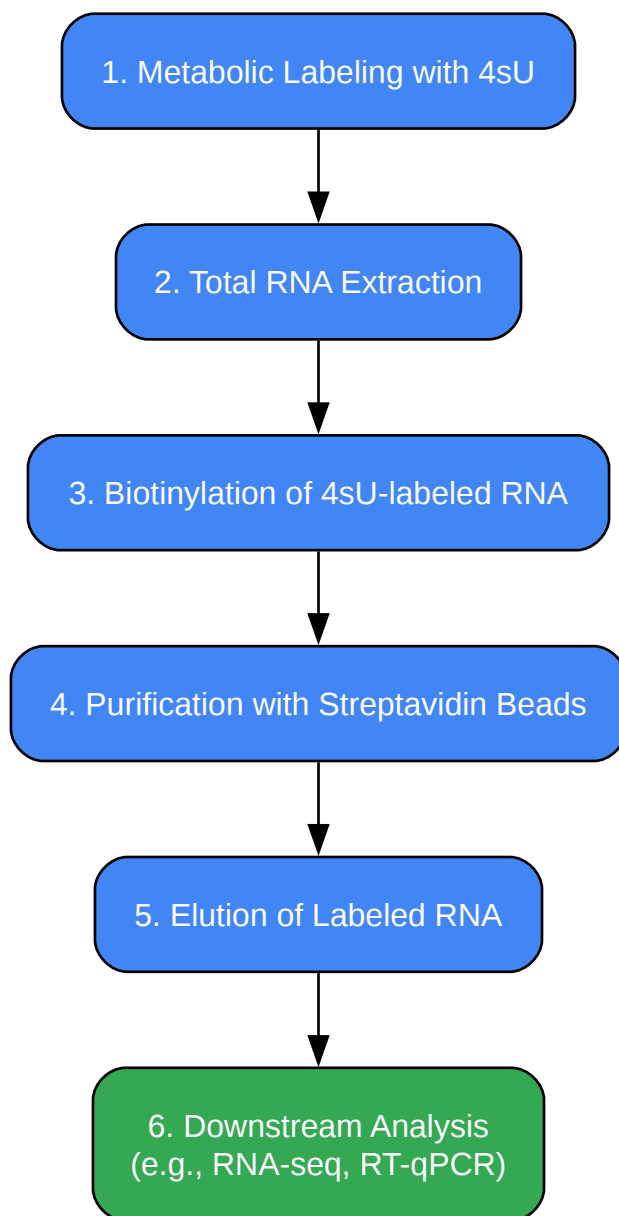 1. Metabolic Labeling with 4sU
2. Total RNA Extraction
3. Biotinylation of 4sU-labeled RNA
4. Purification with Streptavidin Beads
5. Elution of Labeled RNA
6. Downstream Analysis
(e.g., RNA-seq, RT-qPCR)